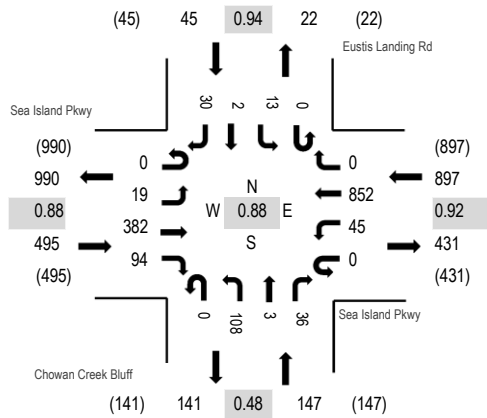 (45) 45 0.94 22 (22)
Eustis Landing Rd
30 2 13 0
Sea Island Pkwy
(990) (897)
0 0
990 897
19 852
N
0.88 W 0.88 E 0.92
382 45
S
495 431
94 0
(495) (431)
0 108 3 36
Sea Island Pkwy
Chowan Creek Bluff
(141) 141 0.48 147 (147)